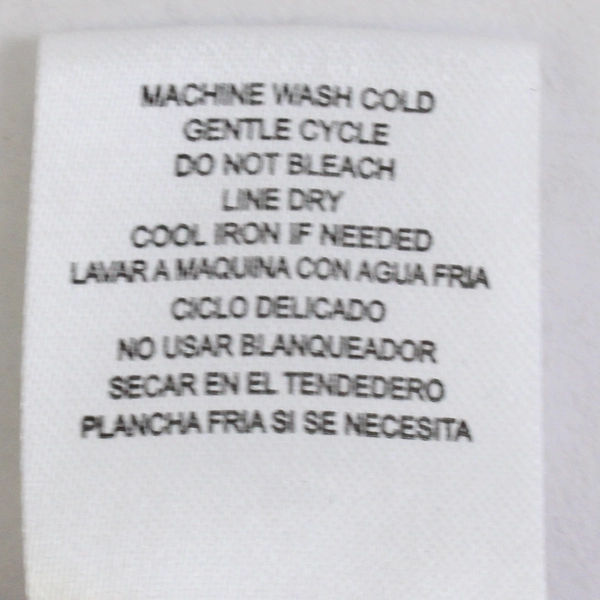 MACHINE WASH COLD
GENTLE CYCLE
DO NOT BLEACH
LINE DRY
COOL IRON IF NEEDED
LAVAR A MAQUINA CON AGUA FRIA
CICLO DELICADO
NO USAR BLANQUEADOR
SECAR EN EL TENDEDERO
PLANCHA FRIA SI SE NECESITA